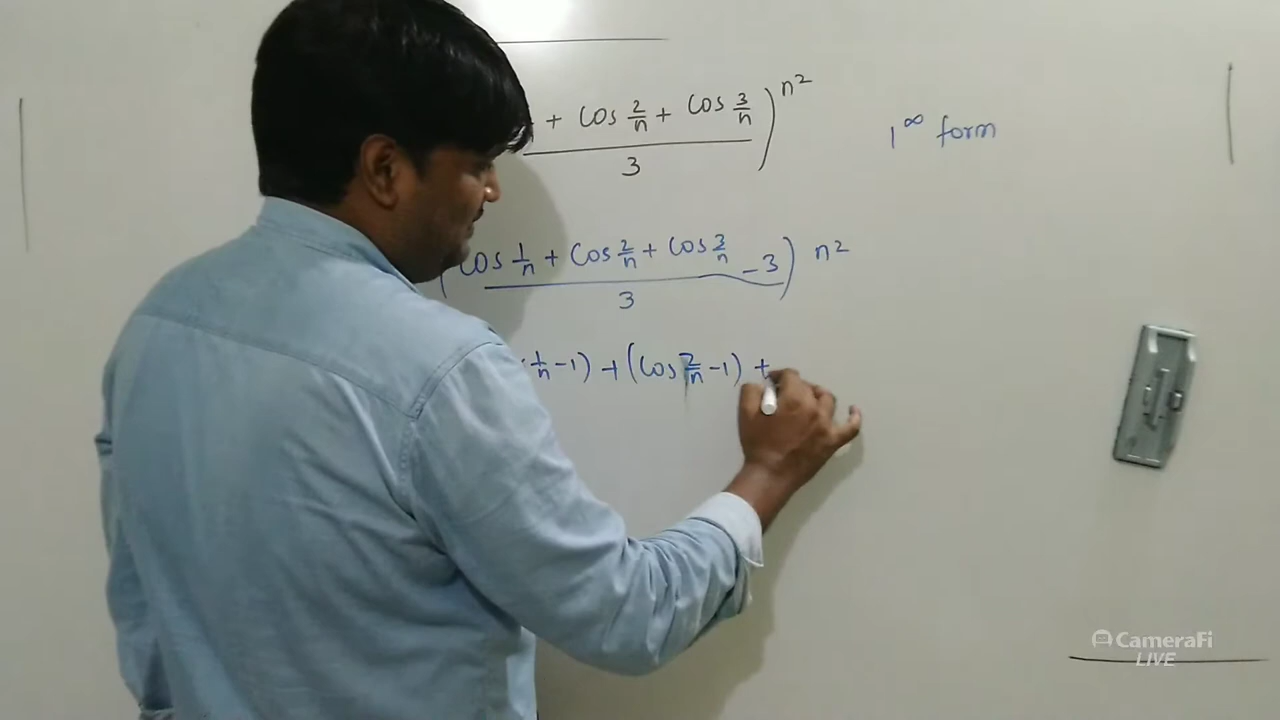 + cos 2/n + cos 3/n)^n²
3
1^∞ form
(cos 1/n + cos 2/n + cos 3/n - 3) n²
3
1/n - 1) + (cos 2/n - 1) +
CameraFi
LIVE